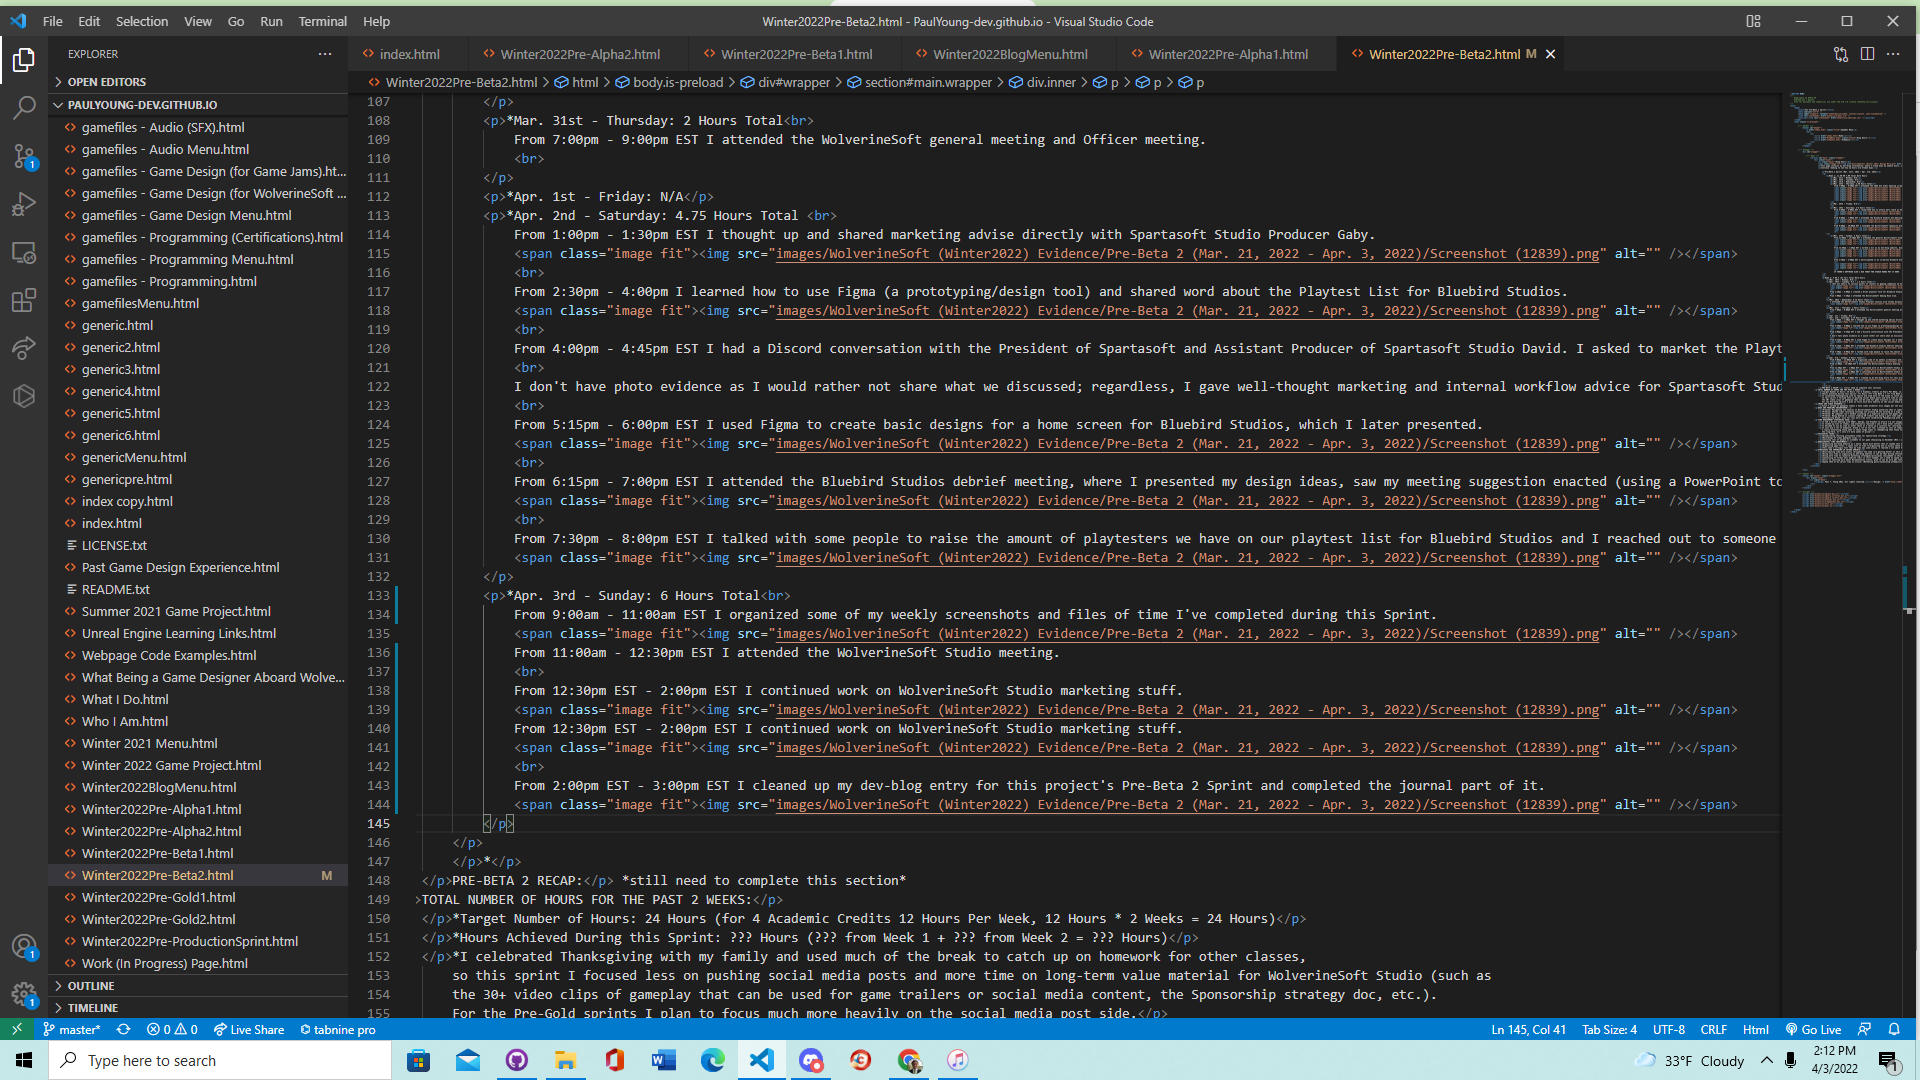 File Edit Selection View Go Run Terminal Help
Winter2022Pre-Beta2.html - PaulYoung-dev.github.io - Visual Studio Code
EXPLORER
index.html
Winter2022Pre-Alpha2.html
Winter2022Pre-Beta1.html
Winter2022BlogMenu.html
Winter2022Pre-Alpha1.html
Winter2022Pre-Beta2.html M
OPEN EDITORS
Winter2022Pre-Beta2.html > html > body.is-preload > div#wrapper > section#main.wrapper > div.inner > p > p > p
PAULYOUNG-DEV.GITHUB.IO
gamefiles - Audio (SFX).html
gamefiles - Audio Menu.html
gamefiles - Game Design (for Game Jams).ht...
gamefiles - Game Design (for WolverineSoft ...
gamefiles - Game Design Menu.html
gamefiles - Programming (Certifications).html
gamefiles - Programming Menu.html
gamefiles - Programming.html
gamefilesMenu.html
generic.html
generic2.html
generic3.html
generic4.html
generic5.html
generic6.html
genericMenu.html
genericpre.html
index copy.html
index.html
LICENSE.txt
Past Game Design Experience.html
README.txt
Summer 2021 Game Project.html
Unreal Engine Learning Links.html
Webpage Code Examples.html
What Being a Game Designer Aboard Wolve...
What I Do.html
Who I Am.html
Winter 2021 Menu.html
Winter 2022 Game Project.html
Winter2022BlogMenu.html
Winter2022Pre-Alpha1.html
Winter2022Pre-Alpha2.html
Winter2022Pre-Beta1.html
Winter2022Pre-Beta2.html M
Winter2022Pre-Gold1.html
Winter2022Pre-Gold2.html
Winter2022Pre-ProductionSprint.html
Work (In Progress) Page.html
OUTLINE
TIMELINE
107 </p>
108 <p>*Mar. 31st - Thursday: 2 Hours Total<br>
109 From 7:00pm - 9:00pm EST I attended the WolverineSoft general meeting and Officer meeting.
110 <br>
111 </p>
112 <p>*Apr. 1st - Friday: N/A</p>
113 <p>*Apr. 2nd - Saturday: 4.75 Hours Total <br>
114 From 1:00pm - 1:30pm EST I thought up and shared marketing advise directly with Spartasoft Studio Producer Gaby.
115 <span class="image fit"><img src="images/WolverineSoft (Winter2022) Evidence/Pre-Beta 2 (Mar. 21, 2022 - Apr. 3, 2022)/Screenshot (12839).png" alt="" /></span>
116 <br>
117 From 2:30pm - 4:00pm I learned how to use Figma (a prototyping/design tool) and shared word about the Playtest List for Bluebird Studios.
118 <span class="image fit"><img src="images/WolverineSoft (Winter2022) Evidence/Pre-Beta 2 (Mar. 21, 2022 - Apr. 3, 2022)/Screenshot (12839).png" alt="" /></span>
119 <br>
120 From 4:00pm - 4:45pm EST I had a Discord conversation with the President of Spartasoft and Assistant Producer of Spartasoft Studio David. I asked to market the Playt
121 <br>
122 I don't have photo evidence as I would rather not share what we discussed; regardless, I gave well-thought marketing and internal workflow advice for Spartasoft Stud
123 <br>
124 From 5:15pm - 6:00pm EST I used Figma to create basic designs for a home screen for Bluebird Studios, which I later presented.
125 <span class="image fit"><img src="images/WolverineSoft (Winter2022) Evidence/Pre-Beta 2 (Mar. 21, 2022 - Apr. 3, 2022)/Screenshot (12839).png" alt="" /></span>
126 <br>
127 From 6:15pm - 7:00pm EST I attended the Bluebird Studios debrief meeting, where I presented my design ideas, saw my meeting suggestion enacted (using a PowerPoint to
128 <span class="image fit"><img src="images/WolverineSoft (Winter2022) Evidence/Pre-Beta 2 (Mar. 21, 2022 - Apr. 3, 2022)/Screenshot (12839).png" alt="" /></span>
129 <br>
130 From 7:30pm - 8:00pm EST I talked with some people to raise the amount of playtesters we have on our playtest list for Bluebird Studios and I reached out to someone
131 <span class="image fit"><img src="images/WolverineSoft (Winter2022) Evidence/Pre-Beta 2 (Mar. 21, 2022 - Apr. 3, 2022)/Screenshot (12839).png" alt="" /></span>
132 </p>
133 <p>*Apr. 3rd - Sunday: 6 Hours Total<br>
134 From 9:00am - 11:00am EST I organized some of my weekly screenshots and files of time I've completed during this Sprint.
135 <span class="image fit"><img src="images/WolverineSoft (Winter2022) Evidence/Pre-Beta 2 (Mar. 21, 2022 - Apr. 3, 2022)/Screenshot (12839).png" alt="" /></span>
136 From 11:00am - 12:30pm EST I attended the WolverineSoft Studio meeting.
137 <br>
138 From 12:30pm EST - 2:00pm EST I continued work on WolverineSoft Studio marketing stuff.
139 <span class="image fit"><img src="images/WolverineSoft (Winter2022) Evidence/Pre-Beta 2 (Mar. 21, 2022 - Apr. 3, 2022)/Screenshot (12839).png" alt="" /></span>
140 From 12:30pm EST - 2:00pm EST I continued work on WolverineSoft Studio marketing stuff.
141 <span class="image fit"><img src="images/WolverineSoft (Winter2022) Evidence/Pre-Beta 2 (Mar. 21, 2022 - Apr. 3, 2022)/Screenshot (12839).png" alt="" /></span>
142 <br>
143 From 2:00pm EST - 3:00pm EST I cleaned up my dev-blog entry for this project's Pre-Beta 2 Sprint and completed the journal part of it.
144 <span class="image fit"><img src="images/WolverineSoft (Winter2022) Evidence/Pre-Beta 2 (Mar. 21, 2022 - Apr. 3, 2022)/Screenshot (12839).png" alt="" /></span>
145 </p>
146 </p>
147 </p>*</p>
148 </p>PRE-BETA 2 RECAP:</p> *still need to complete this section*
149 >TOTAL NUMBER OF HOURS FOR THE PAST 2 WEEKS:</p>
150 </p>*Target Number of Hours: 24 Hours (for 4 Academic Credits 12 Hours Per Week, 12 Hours * 2 Weeks = 24 Hours)</p>
151 </p>*Hours Achieved During this Sprint: ??? Hours (??? from Week 1 + ??? from Week 2 = ??? Hours)</p>
152 </p>*I celebrated Thanksgiving with my family and used much of the break to catch up on homework for other classes,
153 so this sprint I focused less on pushing social media posts and more time on long-term value material for WolverineSoft Studio (such as
154 the 30+ video clips of gameplay that can be used for game trailers or social media content, the Sponsorship strategy doc, etc.).
155 For the Pre-Gold sprints I plan to focus much more heavily on the social media post side.</p>
master* 0 0 Live Share tabnine pro
Ln 145, Col 41 Tab Size: 4 UTF-8 CRLF Html Go Live
Type here to search
33°F Cloudy
2:12 PM
4/3/2022